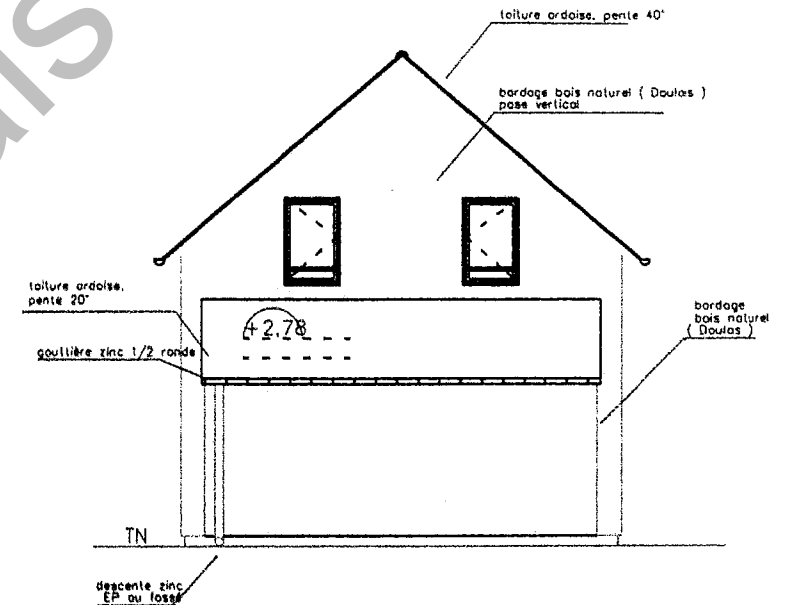 toiture ardoise, pente 40°
bardage bois naturel ( Doulas )
pose vertical
toiture ardoise,
pente 20°
+2.78
gouttière zinc 1/2 ronde
bardage
bois naturel
( Doulas )
TN
descente zinc
EP au fossé